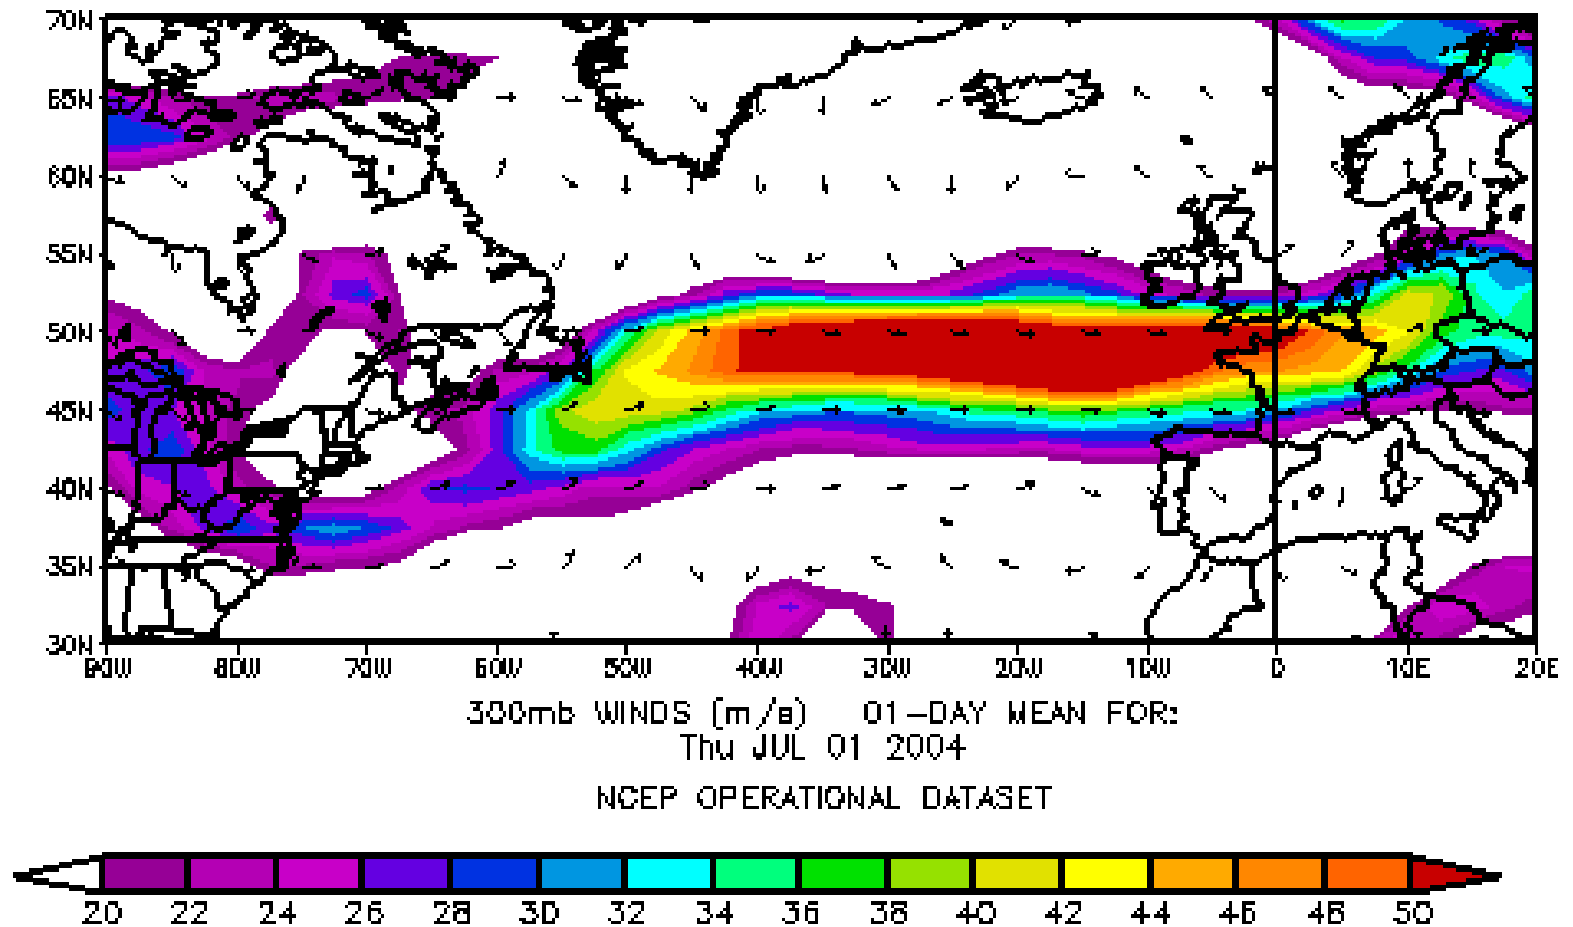 70N
65N
60N
55N
50N
45N
40N
35N
30N
90W 80W 70W 60W 50W 40W 30W 20W 10W 0 10E 20E
300mb WINDS (m/s) 01-DAY MEAN FOR:
Thu JUL 01 2004
NCEP OPERATIONAL DATASET
20 22 24 26 28 30 32 34 36 38 40 42 44 46 48 50